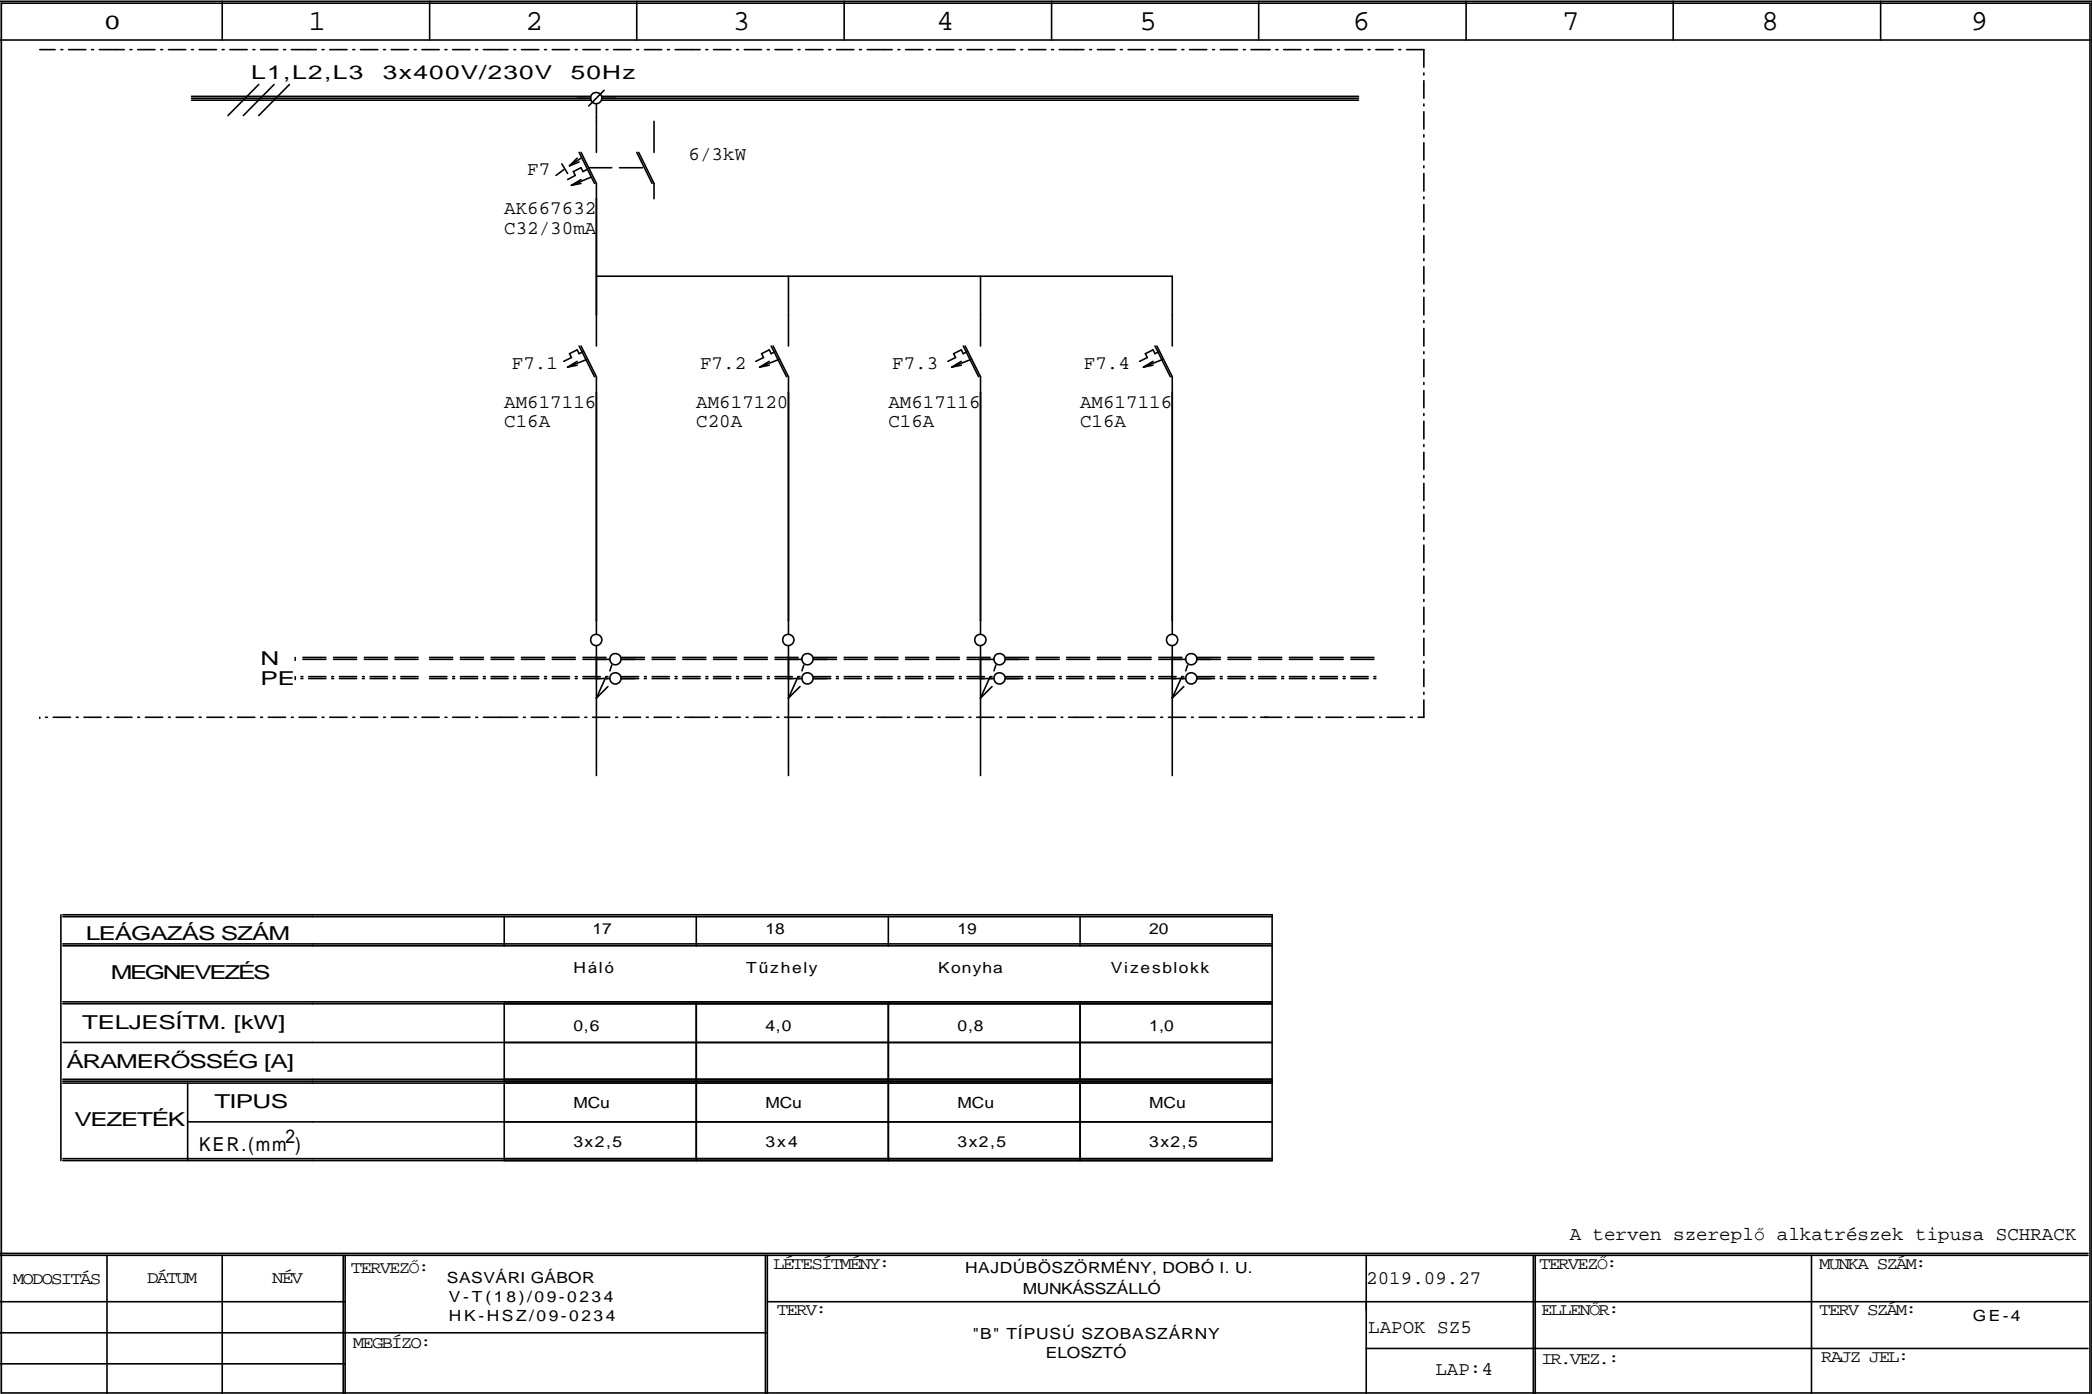 0 1 2 3 4 5 6 7 8 9
L1,L2,L3 3x400V/230V 50Hz
6/3kW
F7
AK667632
C32/30mA
F7.1 F7.2 F7.3 F7.4
AM617116 AM617120 AM617116 AM617116
C16A C20A C16A C16A
N
PE
LEÁGAZÁS SZÁM 17 18 19 20
MEGNEVEZÉS Háló Tűzhely Konyha Vizesblokk
TELJESÍTM. [kW] 0,6 4,0 0,8 1,0
ÁRAMERŐSSÉG [A]
VEZETÉK
TIPUS MCu MCu MCu MCu
KER.(mm²) 3x2,5 3x4 3x2,5 3x2,5
A terven szereplő alkatrészek tipusa SCHRACK
MODOSITÁS DÁTUM NÉV
TERVEZŐ:
SASVÁRI GÁBOR
V-T(18)/09-0234
HK-HSZ/09-0234
MEGBÍZO:
LÉTESÍTMÉNY:
HAJDÚBÖSZÖRMÉNY, DOBÓ I. U.
MUNKÁSSZÁLLÓ
TERV:
"B" TÍPUSÚ SZOBASZÁRNY
ELOSZTÓ
2019.09.27
LAPOK SZ5
LAP:4
TERVEZŐ:
ELLENŐR:
IR.VEZ.:
MUNKA SZÁM:
TERV SZÁM: GE-4
RAJZ JEL: